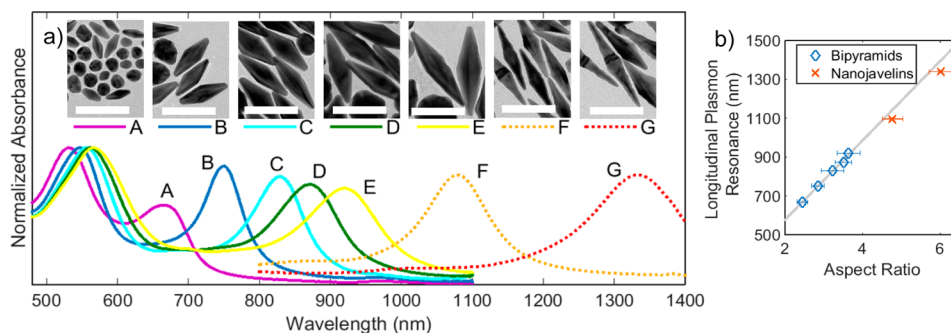 a)
A B C D E F G
Normalized Absorbance
A
B
C
D
E
F
G
500 600 700 800 900 1000 1100 1200 1300 1400
Wavelength (nm)
b)
Bipyramids
Nanojavelins
Longitudinal Plasmon
Resonance (nm)
1500
1300
1100
900
700
500
2 4 6
Aspect Ratio